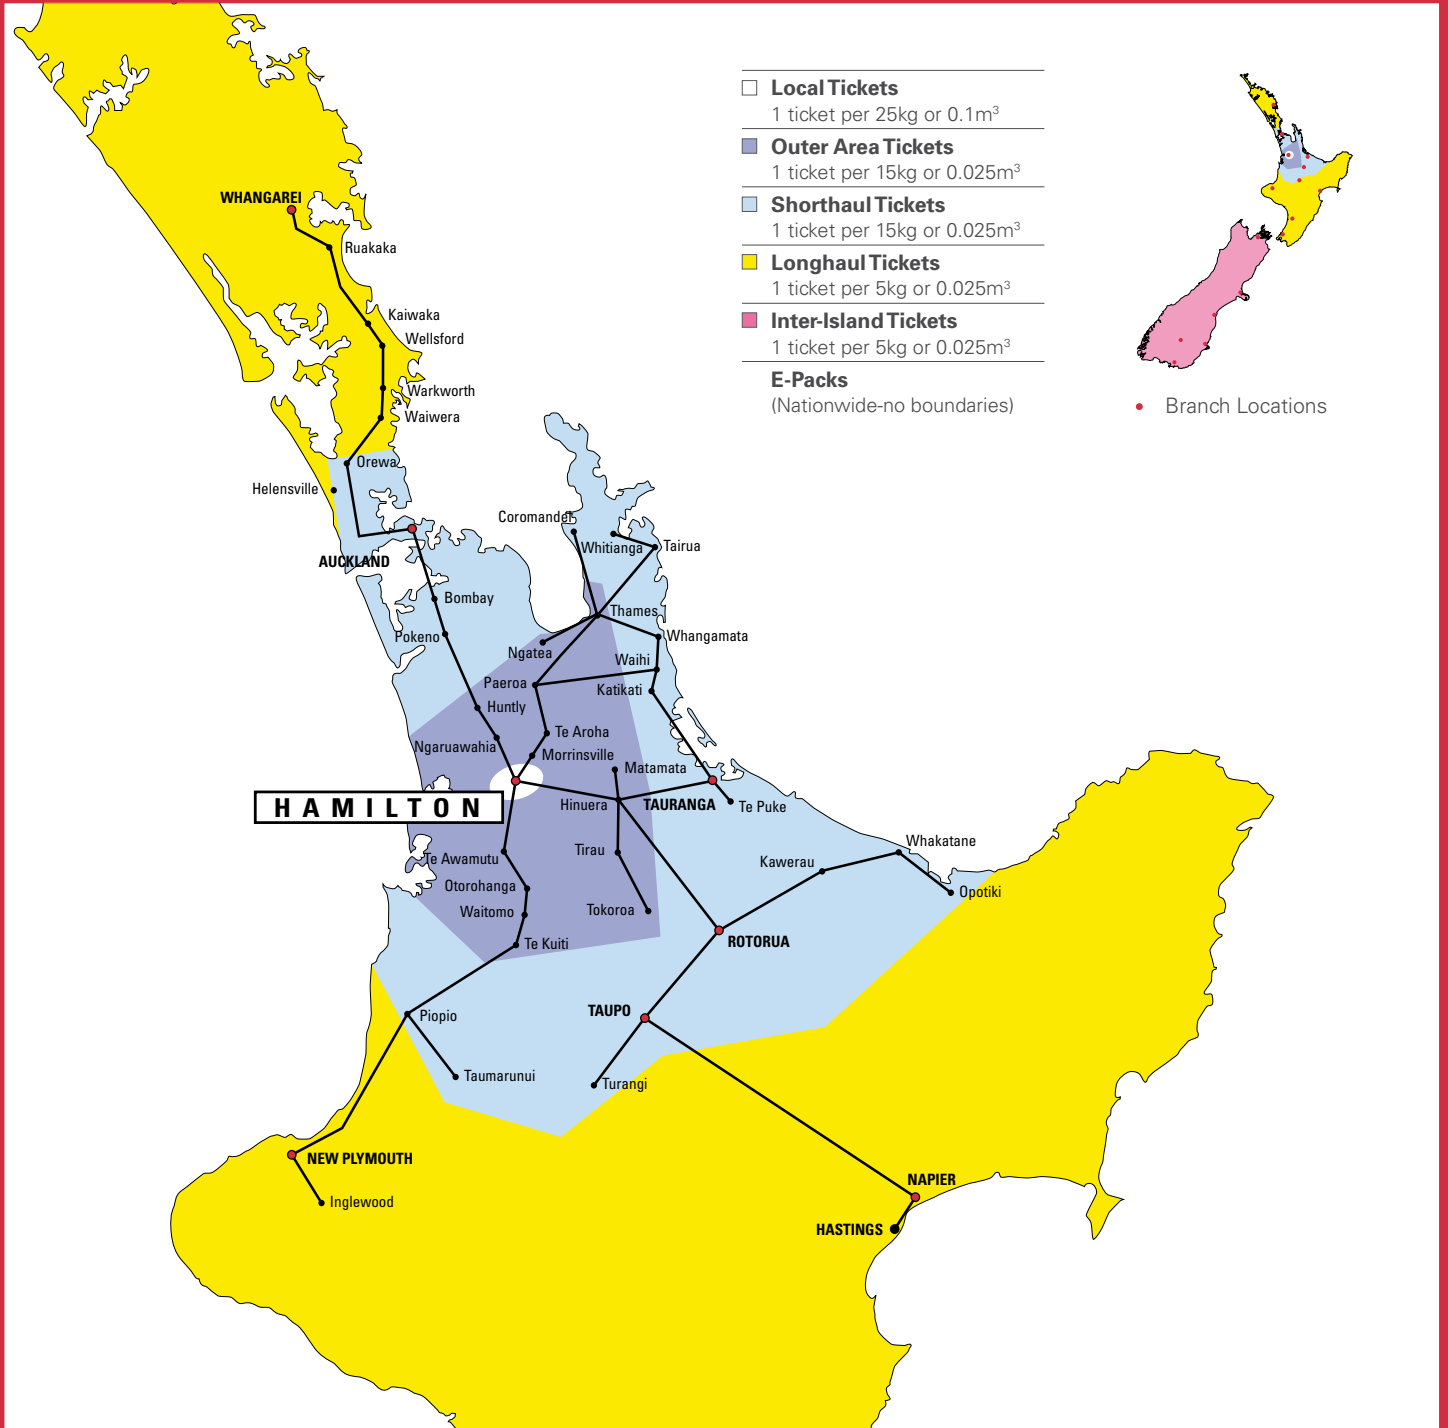 Local Tickets
1 ticket per 25kg or 0.1m³
Outer Area Tickets
1 ticket per 15kg or 0.025m³
Shorthaul Tickets
1 ticket per 15kg or 0.025m³
Longhaul Tickets
1 ticket per 5kg or 0.025m³
Inter-Island Tickets
1 ticket per 5kg or 0.025m³
E-Packs
(Nationwide-no boundaries)
Branch Locations
WHANGAREI
Ruakaka
Kaiwaka
Wellsford
Warkworth
Waiwera
Orewa
Helensville
Coromandel
Whitianga
Tairua
AUCKLAND
Bombay
Thames
Pokeno
Whangamata
Ngatea
Waihi
Paeroa
Katikati
Huntly
Te Aroha
Ngaruawahia
Morrinsville
Matamata
HAMILTON
Hinuera
TAURANGA
Te Puke
Whakatane
Tirau
Te Awamutu
Kawerau
Otorohanga
Opotiki
Waitomo
Tokoroa
Te Kuiti
ROTORUA
TAUPO
Piopio
Taumarunui
Turangi
NEW PLYMOUTH
NAPIER
Inglewood
HASTINGS